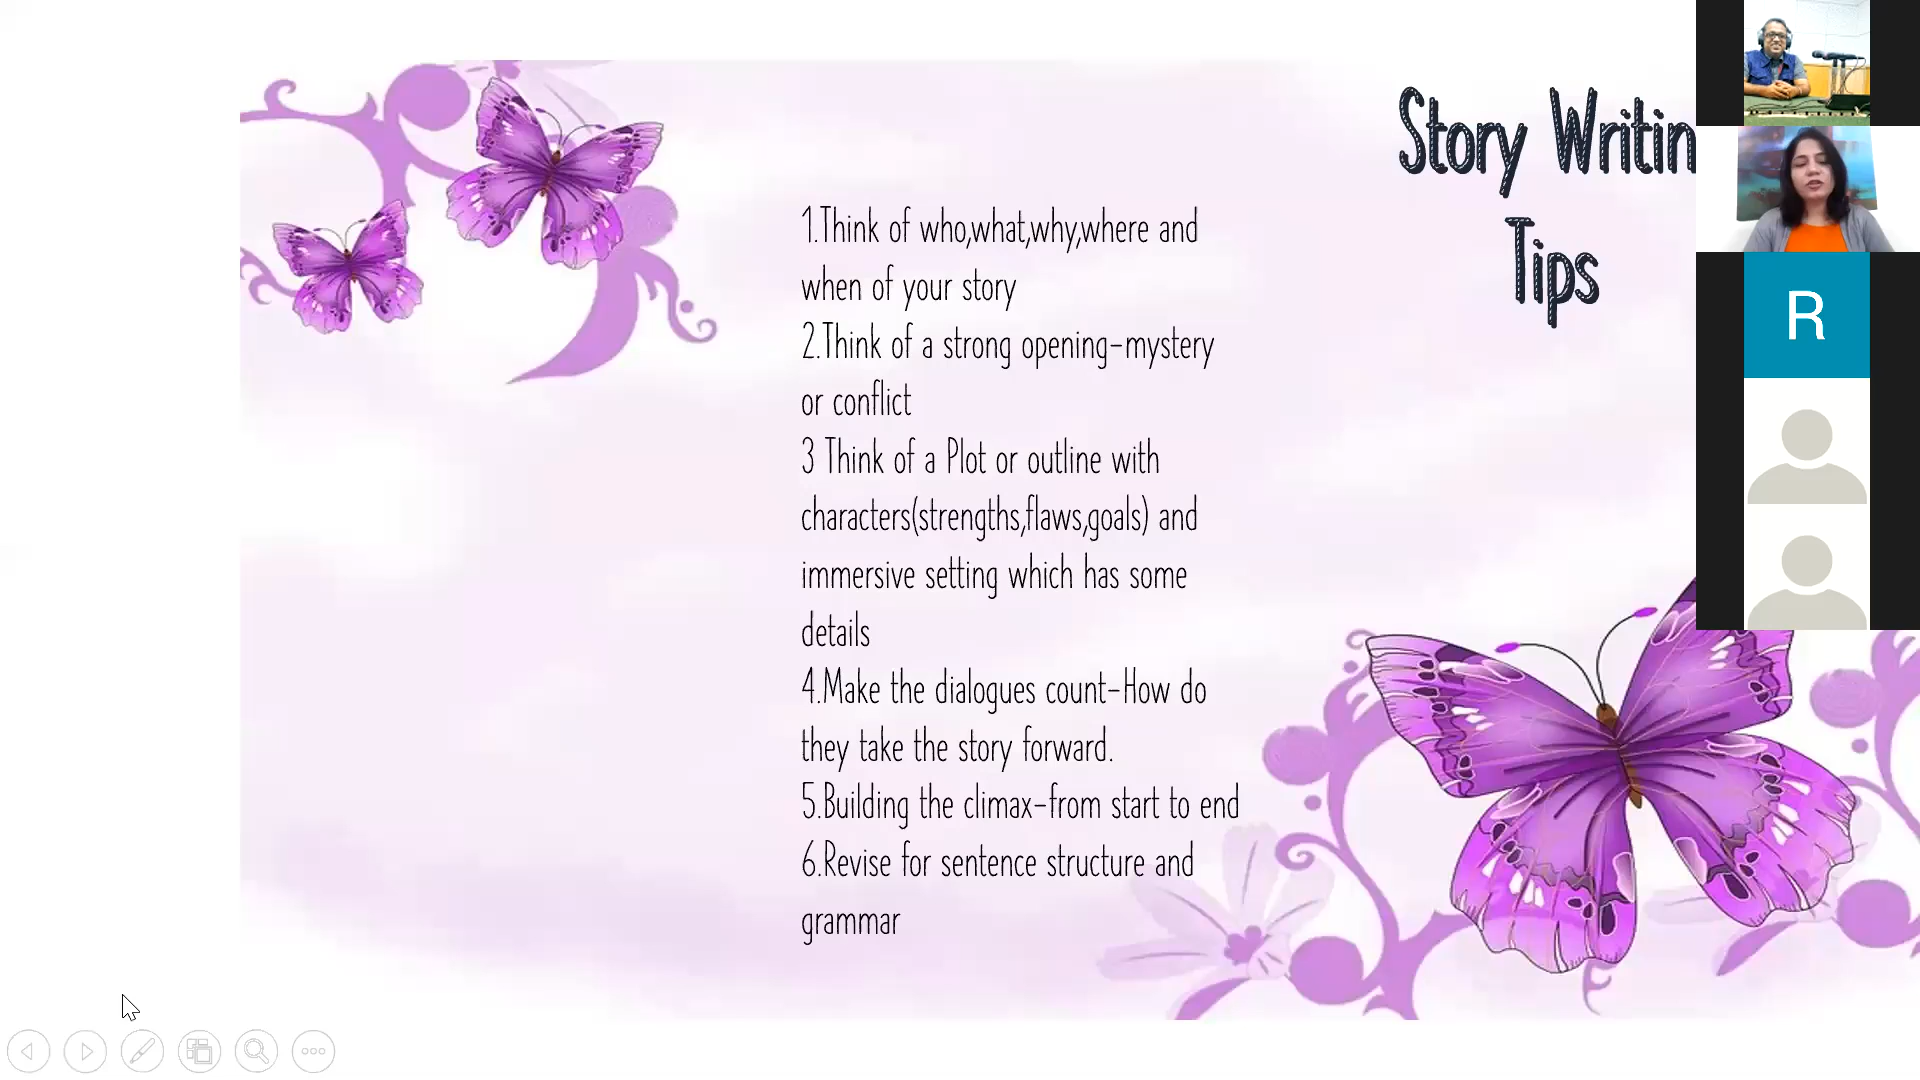 Story Writin
Tips
1.Think of who,what,why,where and
when of your story
2.Think of a strong opening-mystery
or conflict
3 Think of a Plot or outline with
characters(strengths,flaws,goals) and
immersive setting which has some
details
4.Make the dialogues count-How do
they take the story forward.
5.Building the climax-from start to end
6.Revise for sentence structure and
grammar
R